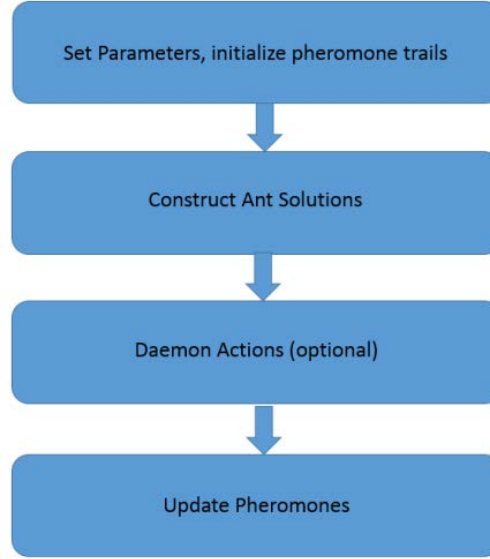 Set Parameters, initialize pheromone trails
Construct Ant Solutions
Daemon Actions (optional)
Update Pheromones